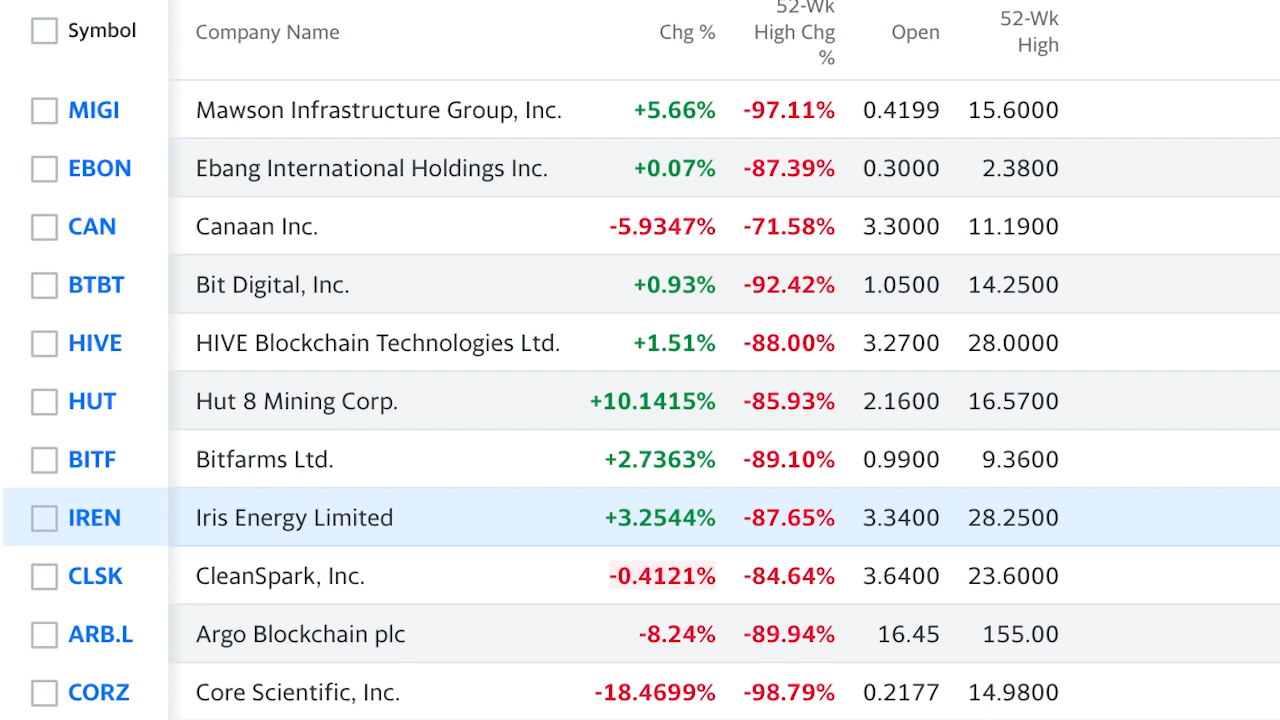 Symbol Company Name Chg % 52-Wk High Chg % Open 52-Wk High
MIGI Mawson Infrastructure Group, Inc. +5.66% -97.11% 0.4199 15.6000
EBON Ebang International Holdings Inc. +0.07% -87.39% 0.3000 2.3800
CAN Canaan Inc. -5.9347% -71.58% 3.3000 11.1900
BTBT Bit Digital, Inc. +0.93% -92.42% 1.0500 14.2500
HIVE HIVE Blockchain Technologies Ltd. +1.51% -88.00% 3.2700 28.0000
HUT Hut 8 Mining Corp. +10.1415% -85.93% 2.1600 16.5700
BITF Bitfarms Ltd. +2.7363% -89.10% 0.9900 9.3600
IREN Iris Energy Limited +3.2544% -87.65% 3.3400 28.2500
CLSK CleanSpark, Inc. -0.4121% -84.64% 3.6400 23.6000
ARB.L Argo Blockchain plc -8.24% -89.94% 16.45 155.00
CORZ Core Scientific, Inc. -18.4699% -98.79% 0.2177 14.9800